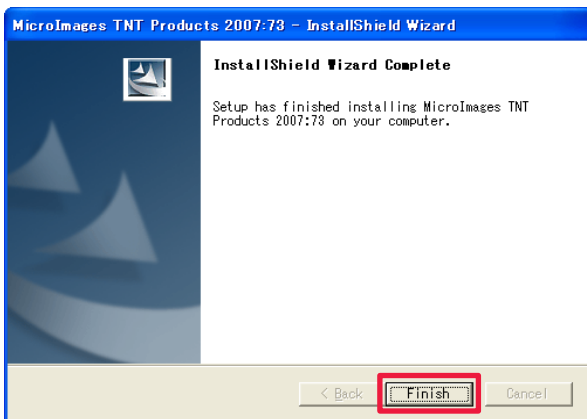 MicroImages TNT Products 2007:73 - InstallShield Wizard
InstallShield Wizard Complete
Setup has finished installing MicroImages TNT
Products 2007:73 on your computer.
< Back
Finish
Cancel